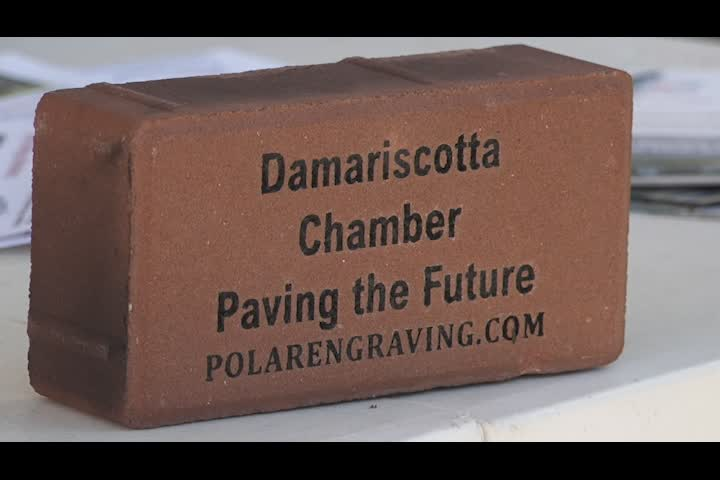 Damariscotta
Chamber
Paving the Future
POLARENGRAVING.COM